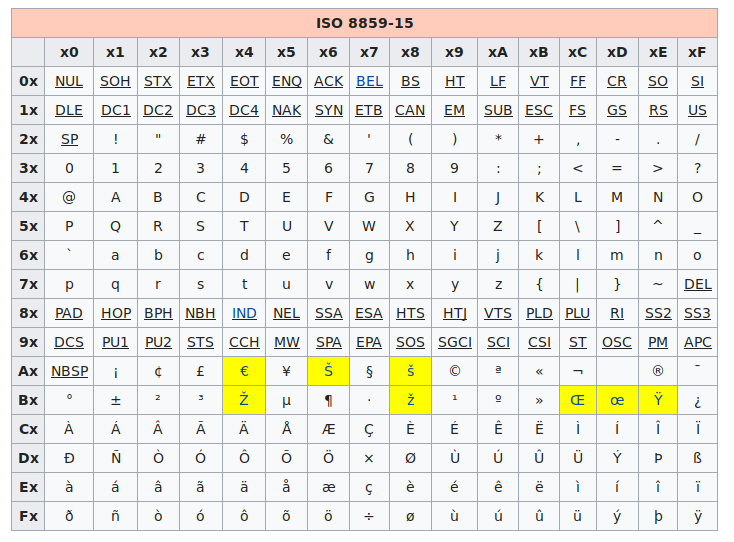 ISO 8859-15
x0 x1 x2 x3 x4 x5 x6 x7 x8 x9 xA xB xC xD xE xF
0x NUL SOH STX ETX EOT ENQ ACK BEL BS HT LF VT FF CR SO SI
1x DLE DC1 DC2 DC3 DC4 NAK SYN ETB CAN EM SUB ESC FS GS RS US
2x SP ! " # $ % & ' ( ) * + , - . /
3x 0 1 2 3 4 5 6 7 8 9 : ; < = > ?
4x @ A B C D E F G H I J K L M N O
5x P Q R S T U V W X Y Z [ \ ] ^ _
6x ` a b c d e f g h i j k l m n o
7x p q r s t u v w x y z { | } ~ DEL
8x PAD HOP BPH NBH IND NEL SSA ESA HTS HTJ VTS PLD PLU RI SS2 SS3
9x DCS PU1 PU2 STS CCH MW SPA EPA SOS SGCI SCI CSI ST OSC PM APC
Ax NBSP ¡ ¢ £ € ¥ Š § š © ª « ¬ ® ¯
Bx ° ± ² ³ Ž µ ¶ · ž ¹ º » Œ œ Ÿ ¿
Cx À Á Â Ã Ä Å Æ Ç È É Ê Ë Ì Í Î Ï
Dx Ð Ñ Ò Ó Ô Õ Ö × Ø Ù Ú Û Ü Ý Þ ß
Ex à á â ã ä å æ ç è é ê ë ì í î ï
Fx ð ñ ò ó ô õ ö ÷ ø ù ú û ü ý þ ÿ